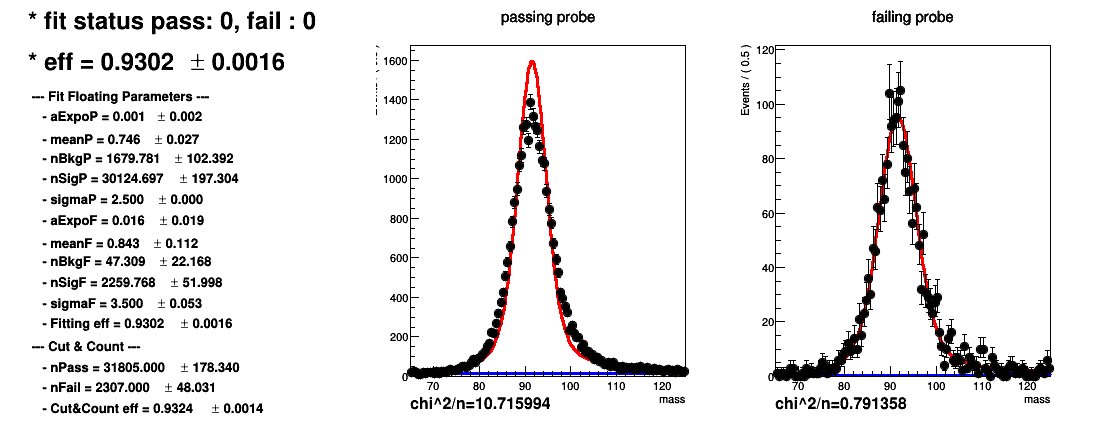 * fit status pass: 0, fail : 0
* eff = 0.9302 ± 0.0016
--- Fit Floating Parameters ---
- aExpoP = 0.001 ± 0.002
- meanP = 0.746 ± 0.027
- nBkgP = 1679.781 ± 102.392
- nSigP = 30124.697 ± 197.304
- sigmaP = 2.500 ± 0.000
- aExpoF = 0.016 ± 0.019
- meanF = 0.843 ± 0.112
- nBkgF = 47.309 ± 22.168
- nSigF = 2259.768 ± 51.998
- sigmaF = 3.500 ± 0.053
- Fitting eff = 0.9302 ± 0.0016
--- Cut & Count ---
- nPass = 31805.000 ± 178.340
- nFail = 2307.000 ± 48.031
- Cut&Count eff = 0.9324 ± 0.0014
passing probe
1600
1400
1200
1000
800
600
400
200
0
70 80 90 100 110 120
mass
chi^2/n=10.715994
failing probe
Events / ( 0.5 )
120
100
80
60
40
20
0
70 80 90 100 110 120
mass
chi^2/n=0.791358